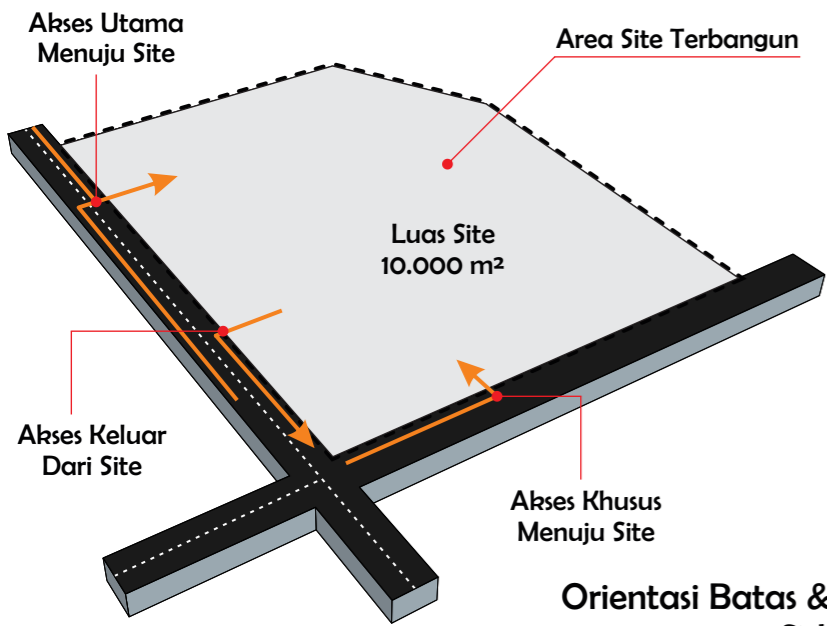 Akses Utama
Menuju Site
Area Site Terbangun
Luas Site
10.000 m²
Akses Keluar
Dari Site
Akses Khusus
Menuju Site
Orientasi Batas &